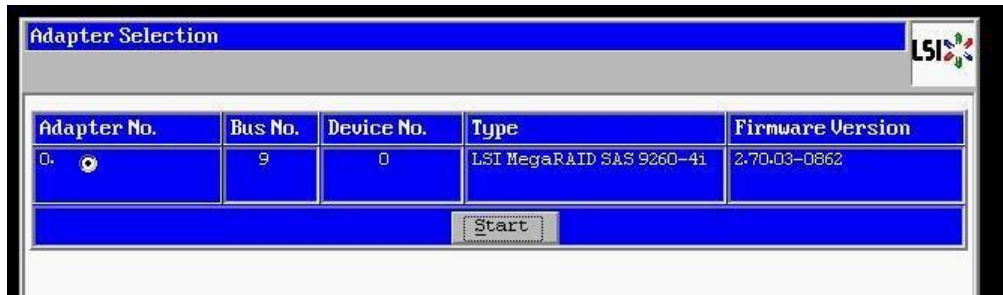 Adapter Selection
LSI
Adapter No. Bus No. Device No. Type Firmware Version
0. 9 0 LSI MegaRAID SAS 9260-4i 2.70.03-0862
Start